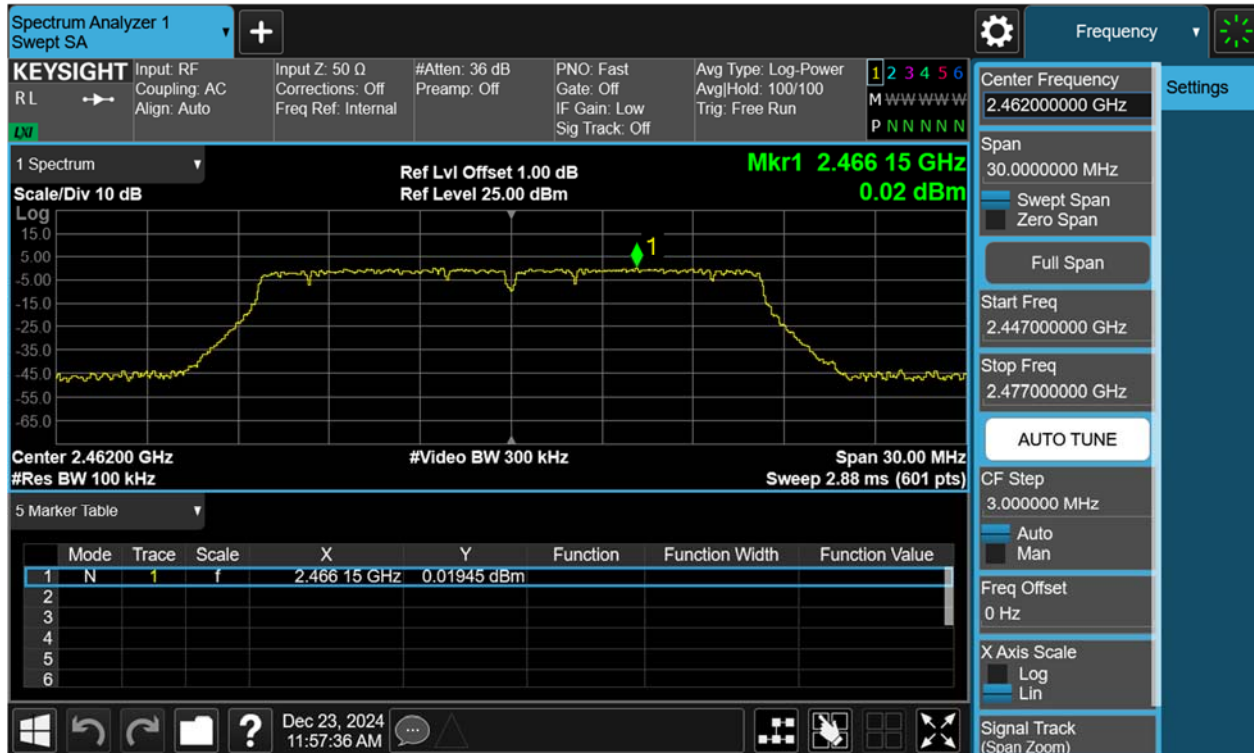 Spectrum Analyzer 1
Swept SA
Frequency
KEYSIGHT
R L
LXI
Input: RF
Coupling: AC
Align: Auto
Input Z: 50 Ω
Corrections: Off
Freq Ref: Internal
#Atten: 36 dB
Preamp: Off
PNO: Fast
Gate: Off
IF Gain: Low
Sig Track: Off
Avg Type: Log-Power
Avg|Hold: 100/100
Trig: Free Run
1 2 3 4 5 6
M W W W W W
P N N N N N
1 Spectrum
Scale/Div 10 dB
Ref Lvl Offset 1.00 dB
Ref Level 25.00 dBm
Mkr1 2.466 15 GHz
0.02 dBm
Log
15.0
5.00
-5.00
-15.0
-25.0
-35.0
-45.0
-55.0
-65.0
1
Center 2.46200 GHz
#Video BW 300 kHz
Span 30.00 MHz
#Res BW 100 kHz
Sweep 2.88 ms (601 pts)
5 Marker Table
Mode Trace Scale X Y Function Function Width Function Value
1 N 1 f 2.466 15 GHz 0.01945 dBm
2
3
4
5
6
Dec 23, 2024
11:57:36 AM
Center Frequency
2.462000000 GHz
Settings
Span
30.0000000 MHz
Swept Span
Zero Span
Full Span
Start Freq
2.447000000 GHz
Stop Freq
2.477000000 GHz
AUTO TUNE
CF Step
3.000000 MHz
Auto
Man
Freq Offset
0 Hz
X Axis Scale
Log
Lin
Signal Track
(Span Zoom)